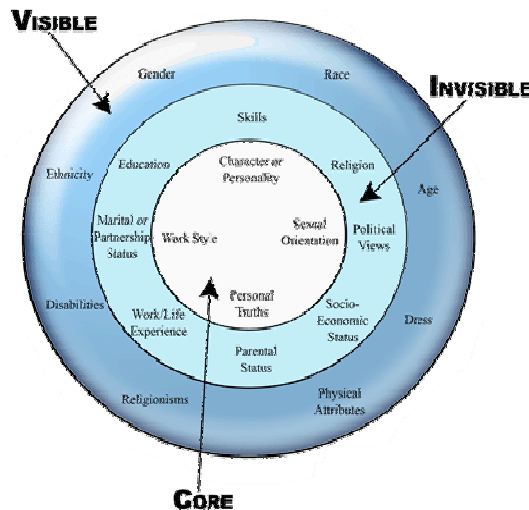 VISIBLE
Gender
Race
INVISIBLE
Skills
Education
Character or
Personality
Religion
Ethnicity
Age
Marital or
Partnership
Status
Work Style
Sexual
Orientation
Political
Views
Disabilities
Work/Life
Experience
Personal
Truths
Socio-
Economic
Status
Dress
Parental
Status
Religionisms
Physical
Attributes
CORE